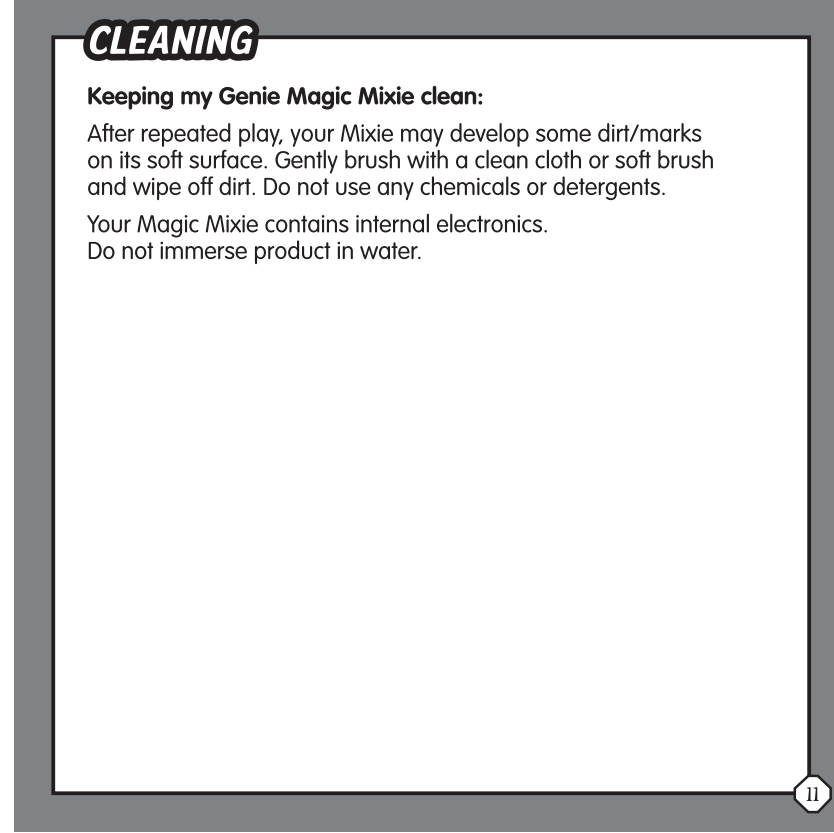 CLEANING
Keeping my Genie Magic Mixie clean:
After repeated play, your Mixie may develop some dirt/marks
on its soft surface. Gently brush with a clean cloth or soft brush
and wipe off dirt. Do not use any chemicals or detergents.
Your Magic Mixie contains internal electronics.
Do not immerse product in water.
11